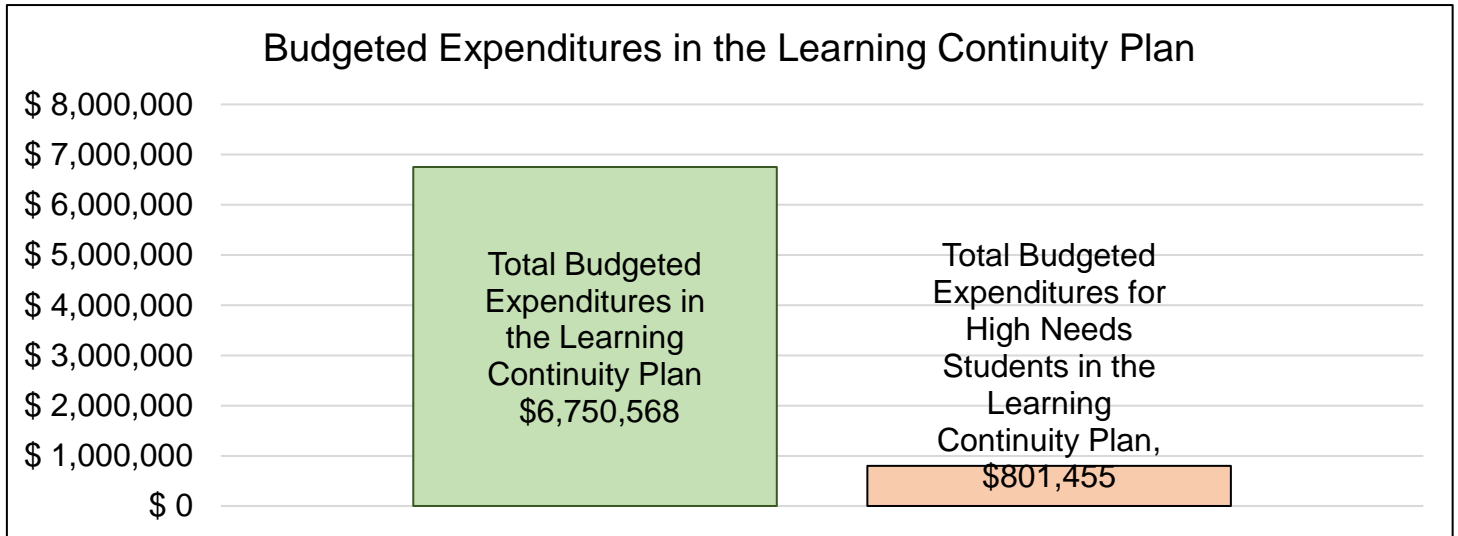 Budgeted Expenditures in the Learning Continuity Plan
$ 8,000,000
$ 7,000,000
$ 6,000,000
$ 5,000,000
$ 4,000,000
$ 3,000,000
$ 2,000,000
$ 1,000,000
$ 0
Total Budgeted
Expenditures in
the Learning
Continuity Plan
$6,750,568
Total Budgeted
Expenditures for
High Needs
Students in the
Learning
Continuity Plan,
$801,455